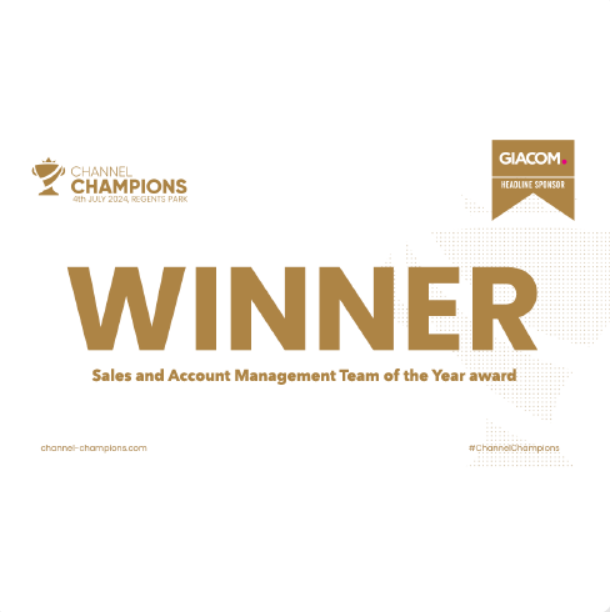 CHANNEL
CHAMPIONS
4th JULY 2024, REGENTS PARK
GIACOM.
HEADLINE SPONSOR
WINNER
Sales and Account Management Team of the Year award
channel-champions.com
#ChannelChampions